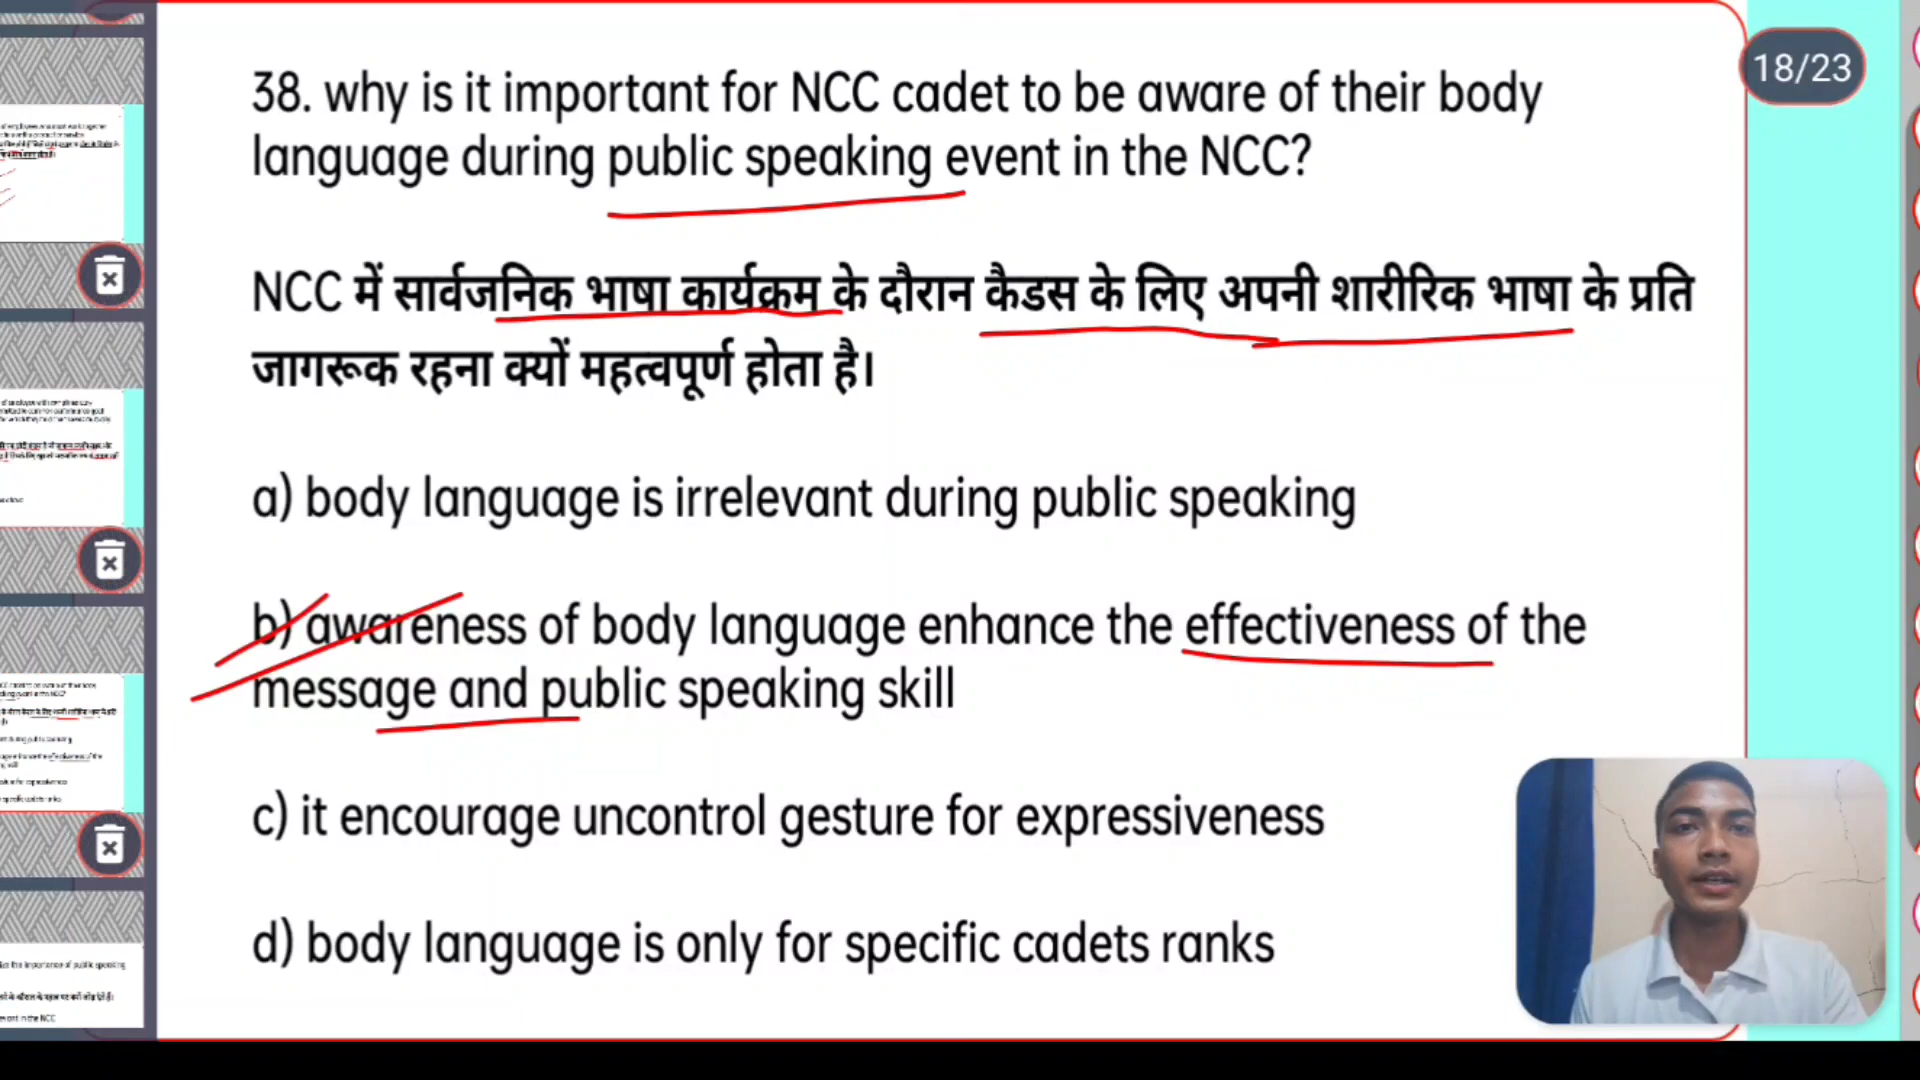 18/23
38. why is it important for NCC cadet to be aware of their body
language during public speaking event in the NCC?
NCC में सार्वजनिक भाषा कार्यक्रम के दौरान कैडस के लिए अपनी शारीरिक भाषा के प्रति
जागरूक रहना क्यों महत्वपूर्ण होता है।
a) body language is irrelevant during public speaking
b) awareness of body language enhance the effectiveness of the
message and public speaking skill
c) it encourage uncontrol gesture for expressiveness
d) body language is only for specific cadets ranks